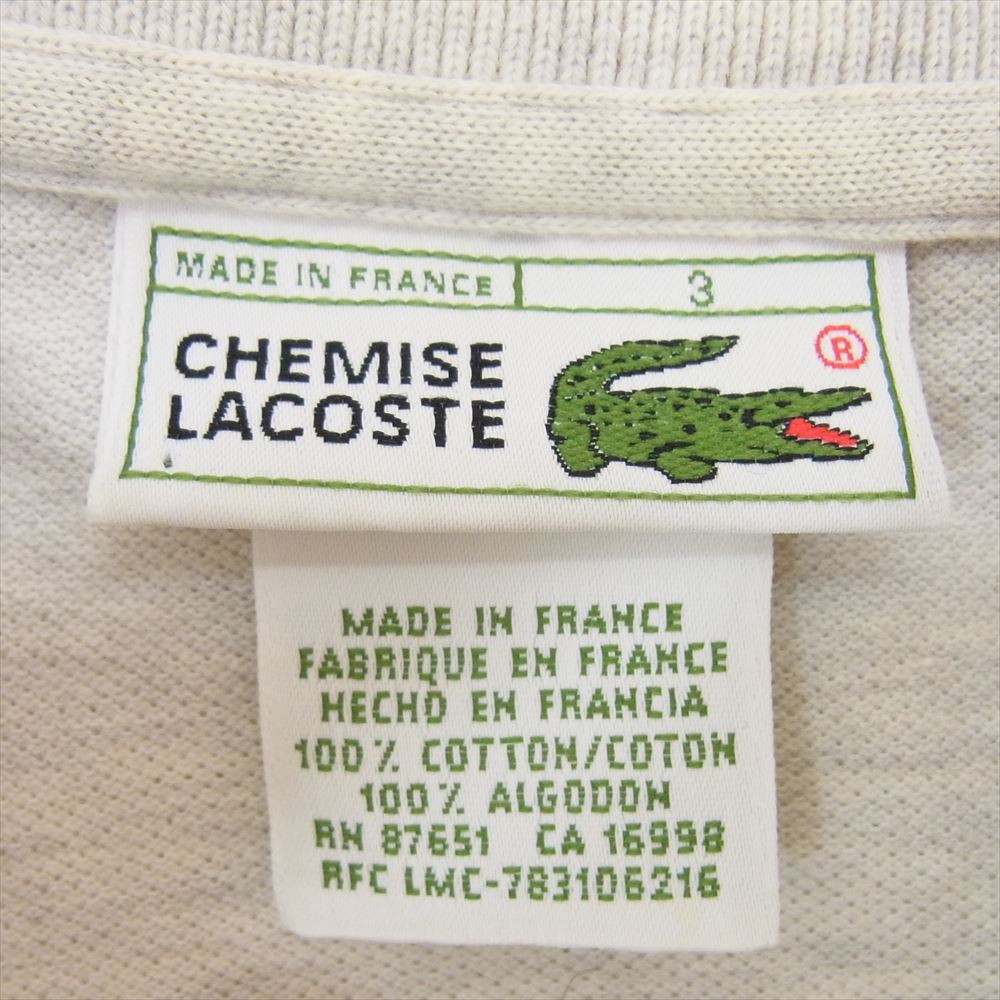 MADE IN FRANCE 3
CHEMISE
LACOSTE
®
MADE IN FRANCE
FABRIQUE EN FRANCE
HECHO EN FRANCIA
100% COTTON/COTON
100% ALGODON
RN 87651 CA 16998
RFC LMC-783106216